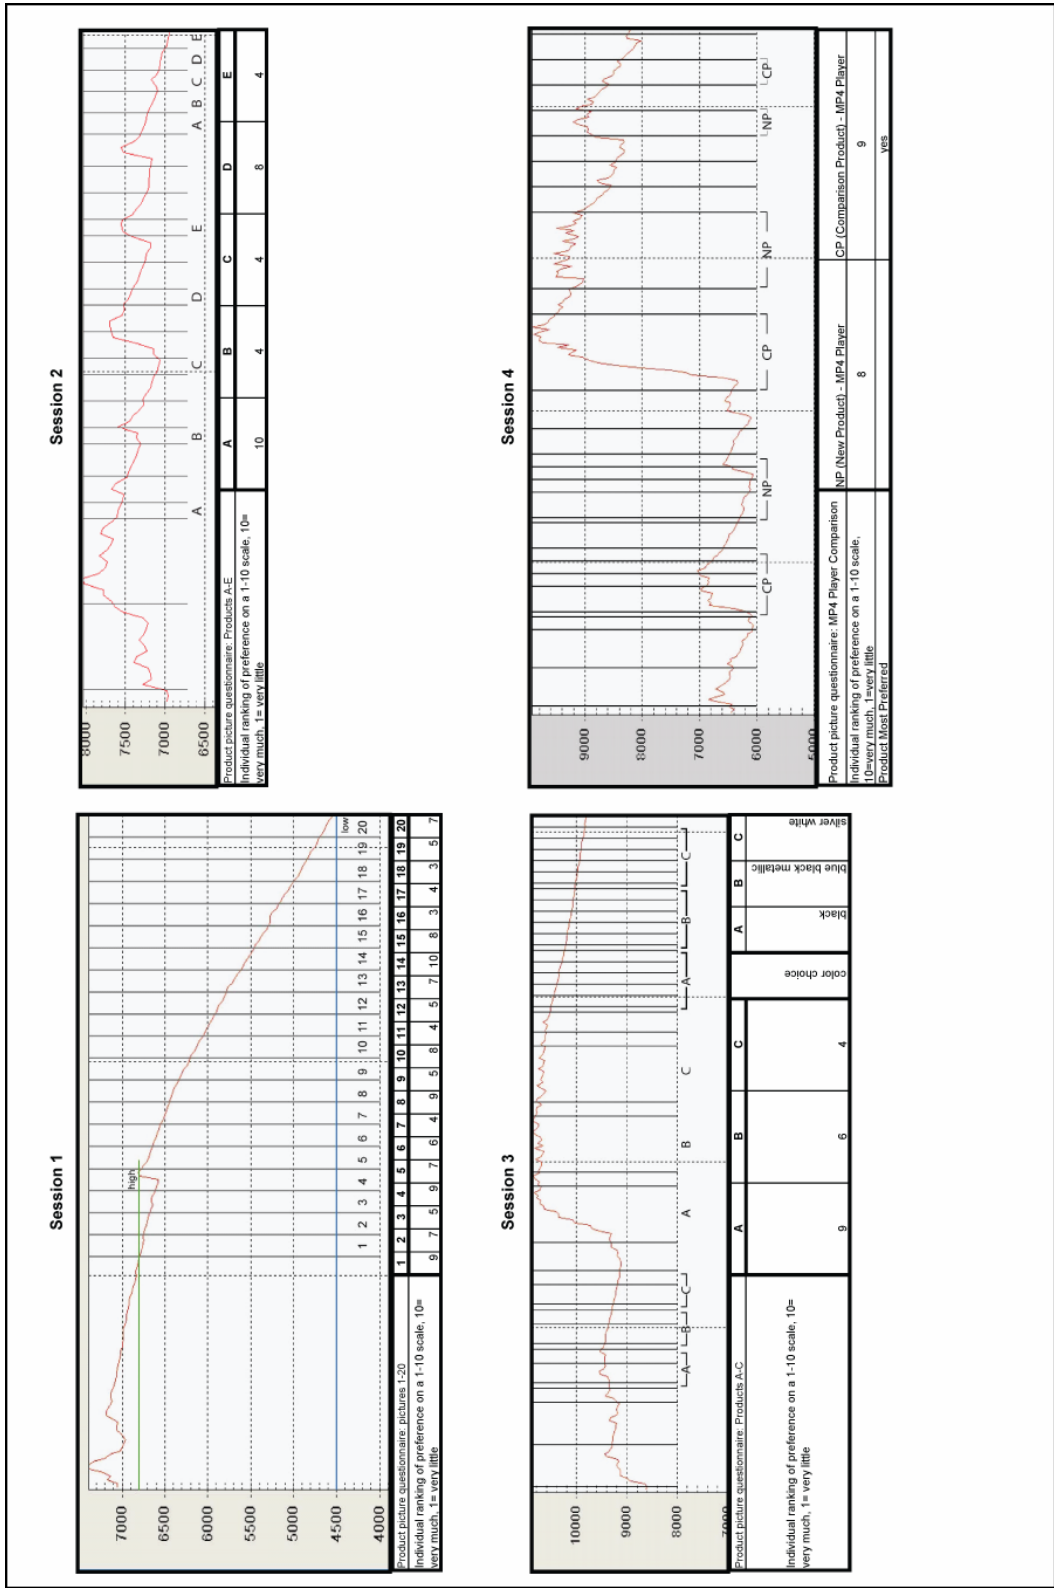 Session 1
high
7000
6500
6000
5500
5000
4500
4000
low
1 2 3 4 5 6 7 8 9 10 11 12 13 14 15 16 17 18 19 20
Product picture questionnaire: pictures 1-20 1 2 3 4 5 6 7 8 9 10 11 12 13 14 15 16 17 18 19 20
Individual ranking of preference on a 1-10 scale, 10= 9 7 5 9 7 6 4 9 5 8 4 5 7 10 8 3 4 3 5 7
very much, 1= very little
Session 2
8000
7500
7000
6500
A B C D E A B C D E
Product picture questionnaire: Products A-E A B C D E
Individual ranking of preference on a 1-10 scale, 10= 10 4 4 8 4
very much, 1= very little
Session 3
10000
9000
8000
7000
A B C A B C A B C
Product picture questionnaire: Products A-C A B C color choice A B C
Individual ranking of preference on a 1-10 scale, 10= 9 6 4 black blue black metallic silver white
very much, 1= very little
Session 4
9000
8000
7000
6000
5000
CP NP CP NP NP CP
Product picture questionnaire: MP4 Player Comparison NP (New Product) - MP4 Player CP (Comparison Product) - MP4 Player
Individual ranking of preference on a 1-10 scale, 8 9
10=very much, 1=very little
Product Most Preferred yes